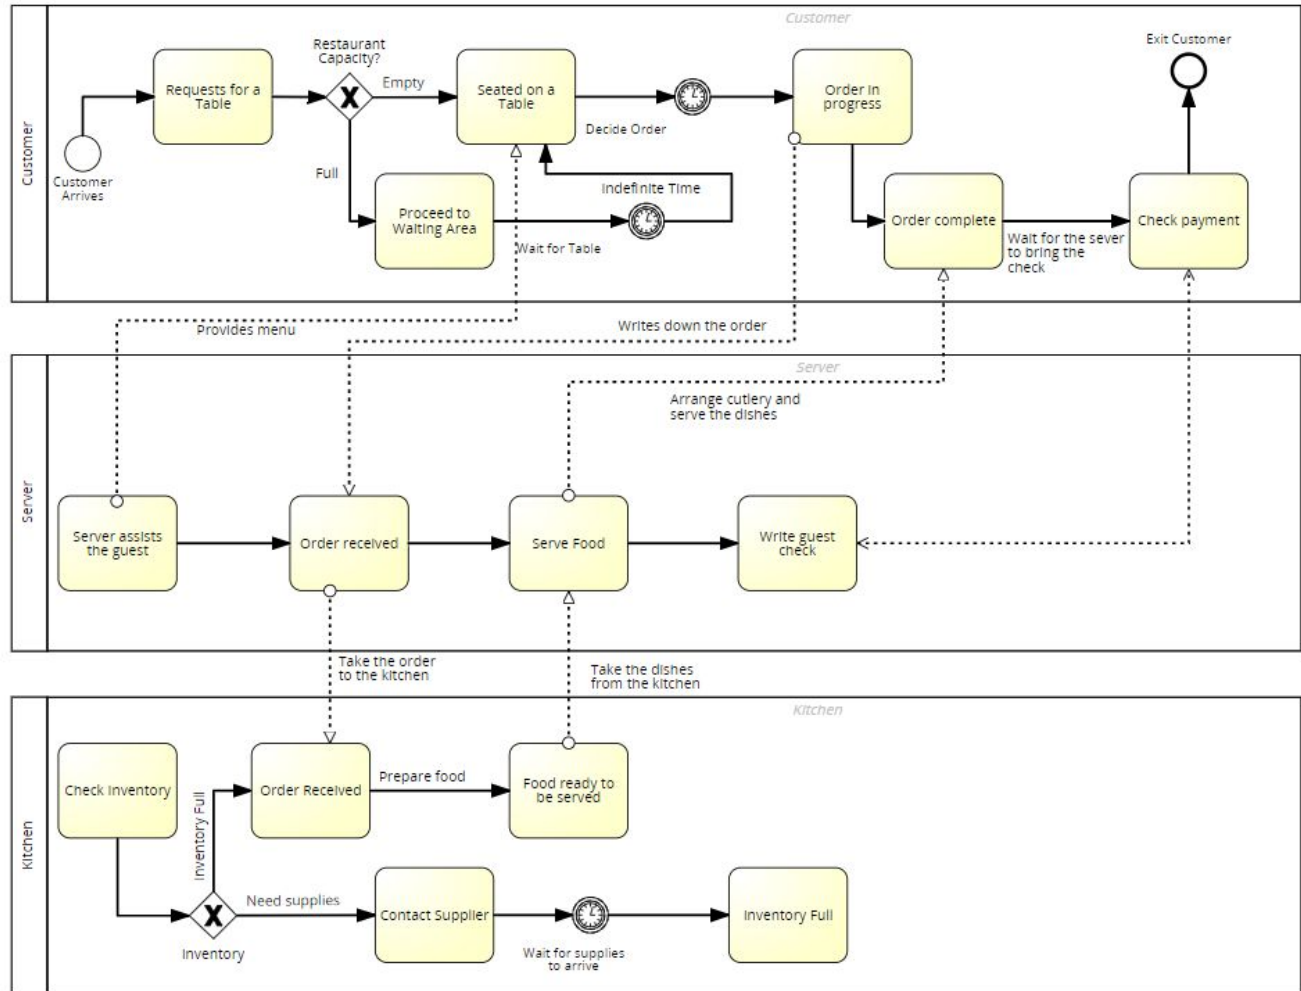 Customer
Customer
Customer
Arrives
Requests for a
Table
Restaurant
Capacity?
Empty
Full
Seated on a
Table
Decide Order
Order in
progress
Exit Customer
Proceed to
Waiting Area
Wait for Table
Indefinite Time
Order complete
Wait for the sever
to bring the
check
Check payment
Provides menu
Writes down the order
Server
Server
Arrange cutlery and
serve the dishes
Server assists
the guest
Order received
Serve Food
Write guest
check
Take the order
to the kitchen
Take the dishes
from the kitchen
Kitchen
Kitchen
Check Inventory
Inventory Full
Order Received
Prepare food
Food ready to
be served
Inventory
Need supplies
Contact Supplier
Wait for supplies
to arrive
Inventory Full